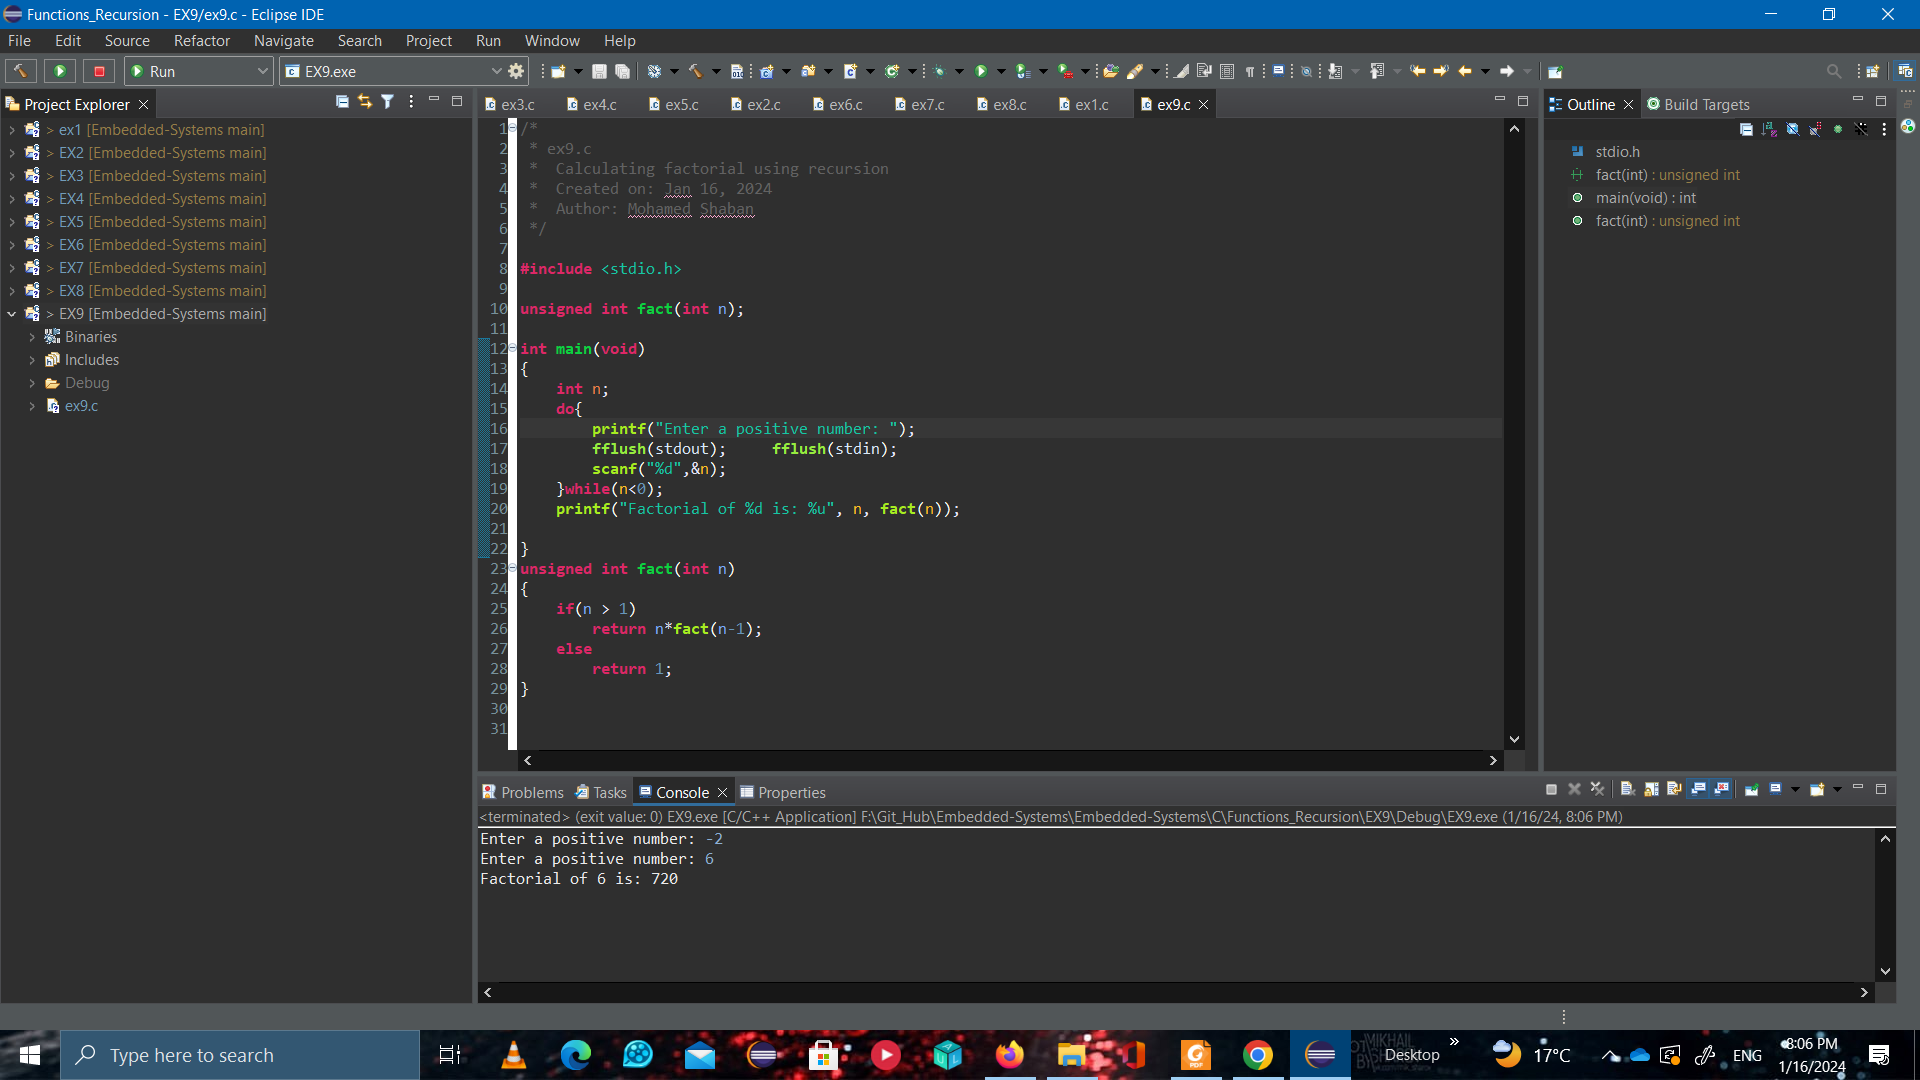 Functions_Recursion - EX9/ex9.c - Eclipse IDE
File Edit Source Refactor Navigate Search Project Run Window Help
Run
EX9.exe
Project Explorer
> ex1 [Embedded-Systems main]
> EX2 [Embedded-Systems main]
> EX3 [Embedded-Systems main]
> EX4 [Embedded-Systems main]
> EX5 [Embedded-Systems main]
> EX6 [Embedded-Systems main]
> EX7 [Embedded-Systems main]
> EX8 [Embedded-Systems main]
> EX9 [Embedded-Systems main]
Binaries
Includes
Debug
ex9.c
ex3.c ex4.c ex5.c ex2.c ex6.c ex7.c ex8.c ex1.c ex9.c
1 /*
2 * ex9.c
3 * Calculating factorial using recursion
4 * Created on: Jan 16, 2024
5 * Author: Mohamed Shaban
6 */
7
8 #include <stdio.h>
9
10 unsigned int fact(int n);
11
12 int main(void)
13 {
14 int n;
15 do{
16 printf("Enter a positive number: ");
17 fflush(stdout); fflush(stdin);
18 scanf("%d",&n);
19 }while(n<0);
20 printf("Factorial of %d is: %u", n, fact(n));
21
22 }
23 unsigned int fact(int n)
24 {
25 if(n > 1)
26 return n*fact(n-1);
27 else
28 return 1;
29 }
30
31
Outline Build Targets
stdio.h
fact(int) : unsigned int
main(void) : int
fact(int) : unsigned int
Problems Tasks Console Properties
<terminated> (exit value: 0) EX9.exe [C/C++ Application] F:\Git_Hub\Embedded-Systems\Embedded-Systems\C\Functions_Recursion\EX9\Debug\EX9.exe (1/16/24, 8:06 PM)
Enter a positive number: -2
Enter a positive number: 6
Factorial of 6 is: 720
Type here to search
Desktop
17°C
ENG
8:06 PM
1/16/2024